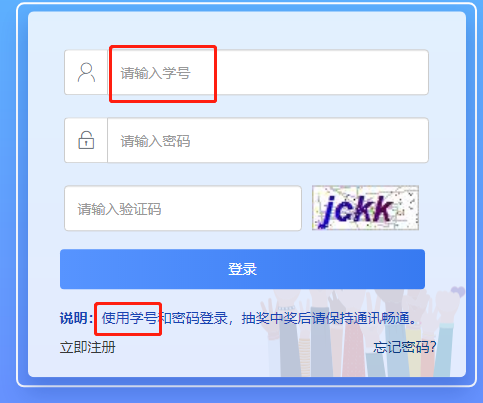 请输入学号
请输入密码
请输入验证码
jckk
登录
说明：使用学号和密码登录，抽奖中奖后请保持通讯畅通。
立即注册
忘记密码?